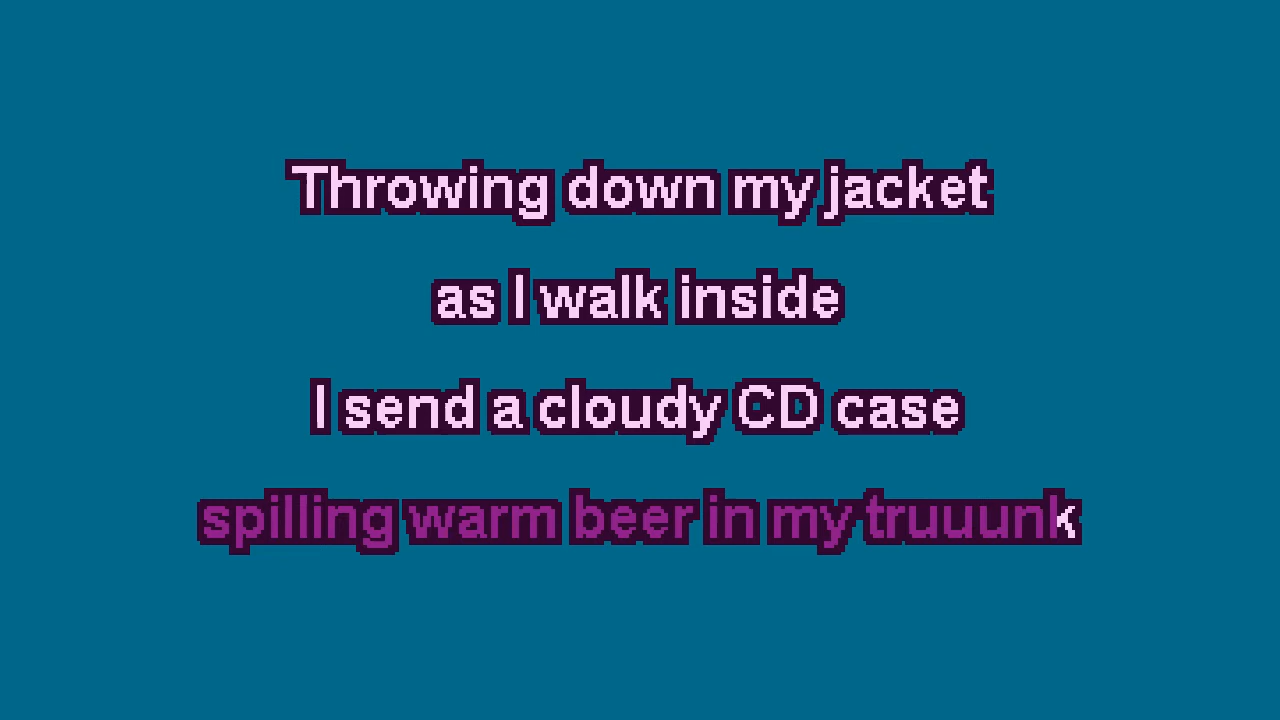 Throwing down my jacket
as I walk inside
I send a cloudy CD case
spilling warm beer in my truuunk